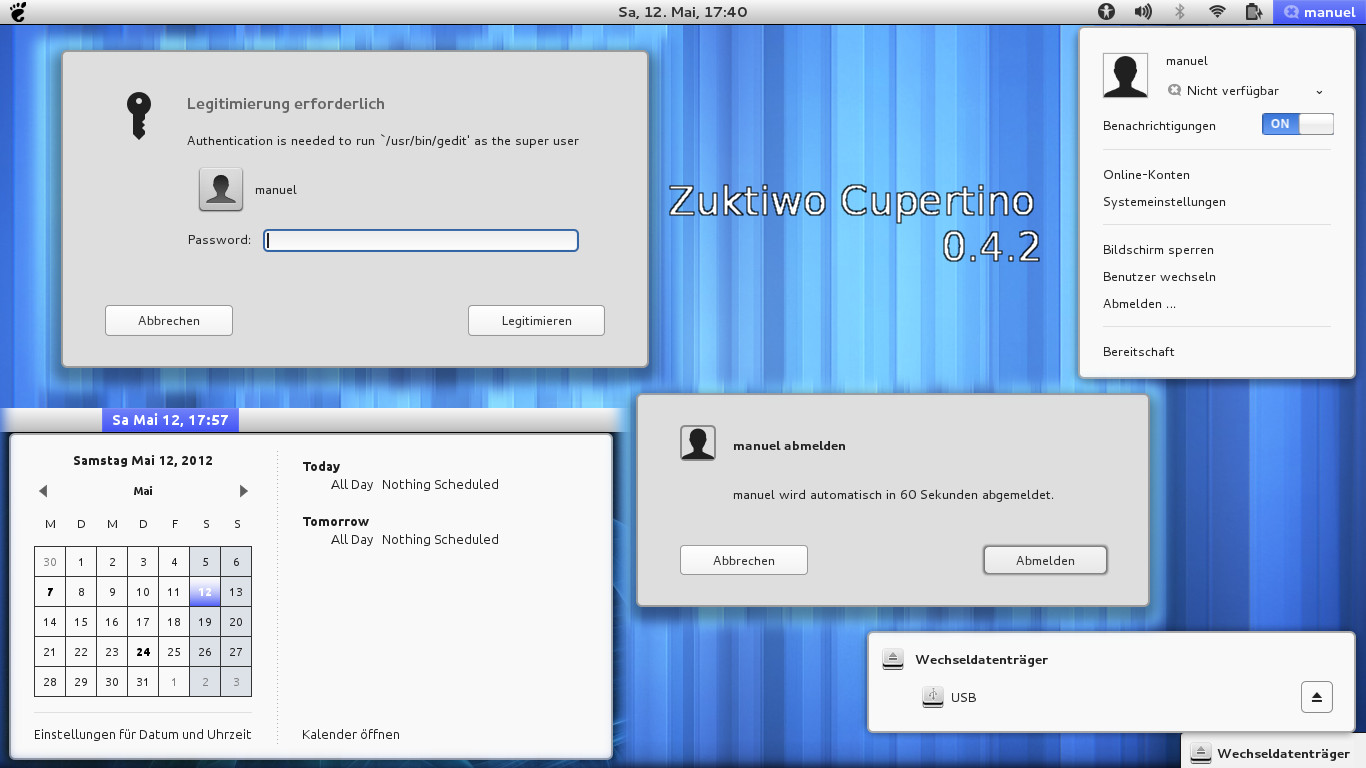 Sa, 12. Mai, 17:40
manuel
Legitimierung erforderlich
Authentication is needed to run `/usr/bin/gedit' as the super user
manuel
Password:
Abbrechen
Legitimieren
Zuktiwo Cupertino
0.4.2
manuel
Nicht verfügbar
Benachrichtigungen
ON
Online-Konten
Systemeinstellungen
Bildschirm sperren
Benutzer wechseln
Abmelden ...
Bereitschaft
Sa Mai 12, 17:57
Samstag Mai 12, 2012
Mai
M D M D F S S
30 1 2 3 4 5 6
7 8 9 10 11 12 13
14 15 16 17 18 19 20
21 22 23 24 25 26 27
28 29 30 31 1 2 3
Einstellungen für Datum und Uhrzeit
Today
All Day Nothing Scheduled
Tomorrow
All Day Nothing Scheduled
Kalender öffnen
manuel abmelden
manuel wird automatisch in 60 Sekunden abgemeldet.
Abbrechen
Abmelden
Wechseldatenträger
USB
Wechseldatenträger